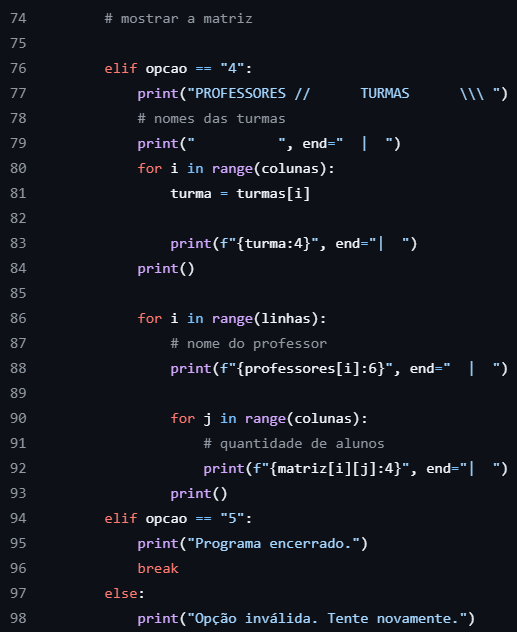 74 # mostrar a matriz
75
76 elif opcao == "4":
77 print("PROFESSORES //      TURMAS      \\\ ")
78 # nomes das turmas
79 print("          ", end="  |  ")
80 for i in range(colunas):
81 turma = turmas[i]
82
83 print(f"{turma:4}", end="|  ")
84 print()
85
86 for i in range(linhas):
87 # nome do professor
88 print(f"{professores[i]:6}", end="  |  ")
89
90 for j in range(colunas):
91 # quantidade de alunos
92 print(f"{matriz[i][j]:4}", end="|  ")
93 print()
94 elif opcao == "5":
95 print("Programa encerrado.")
96 break
97 else:
98 print("Opção inválida. Tente novamente.")